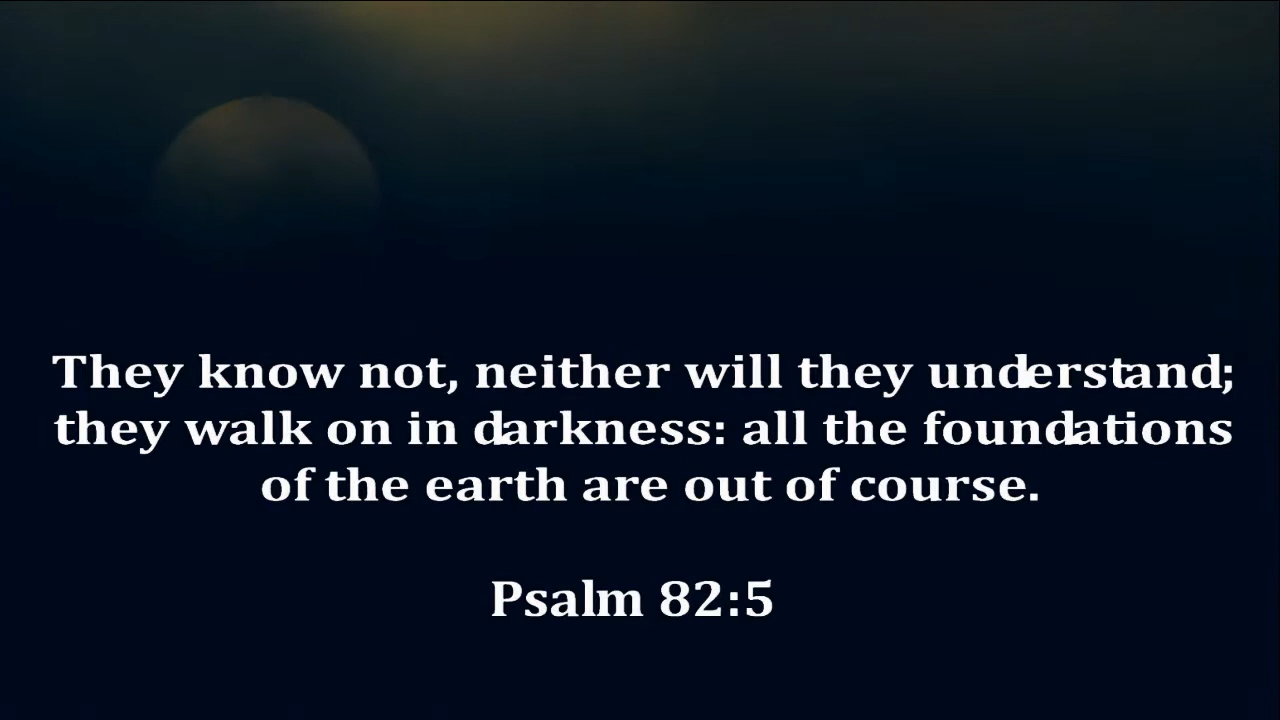 They know not, neither will they understand;
they walk on in darkness: all the foundations
of the earth are out of course.
Psalm 82:5